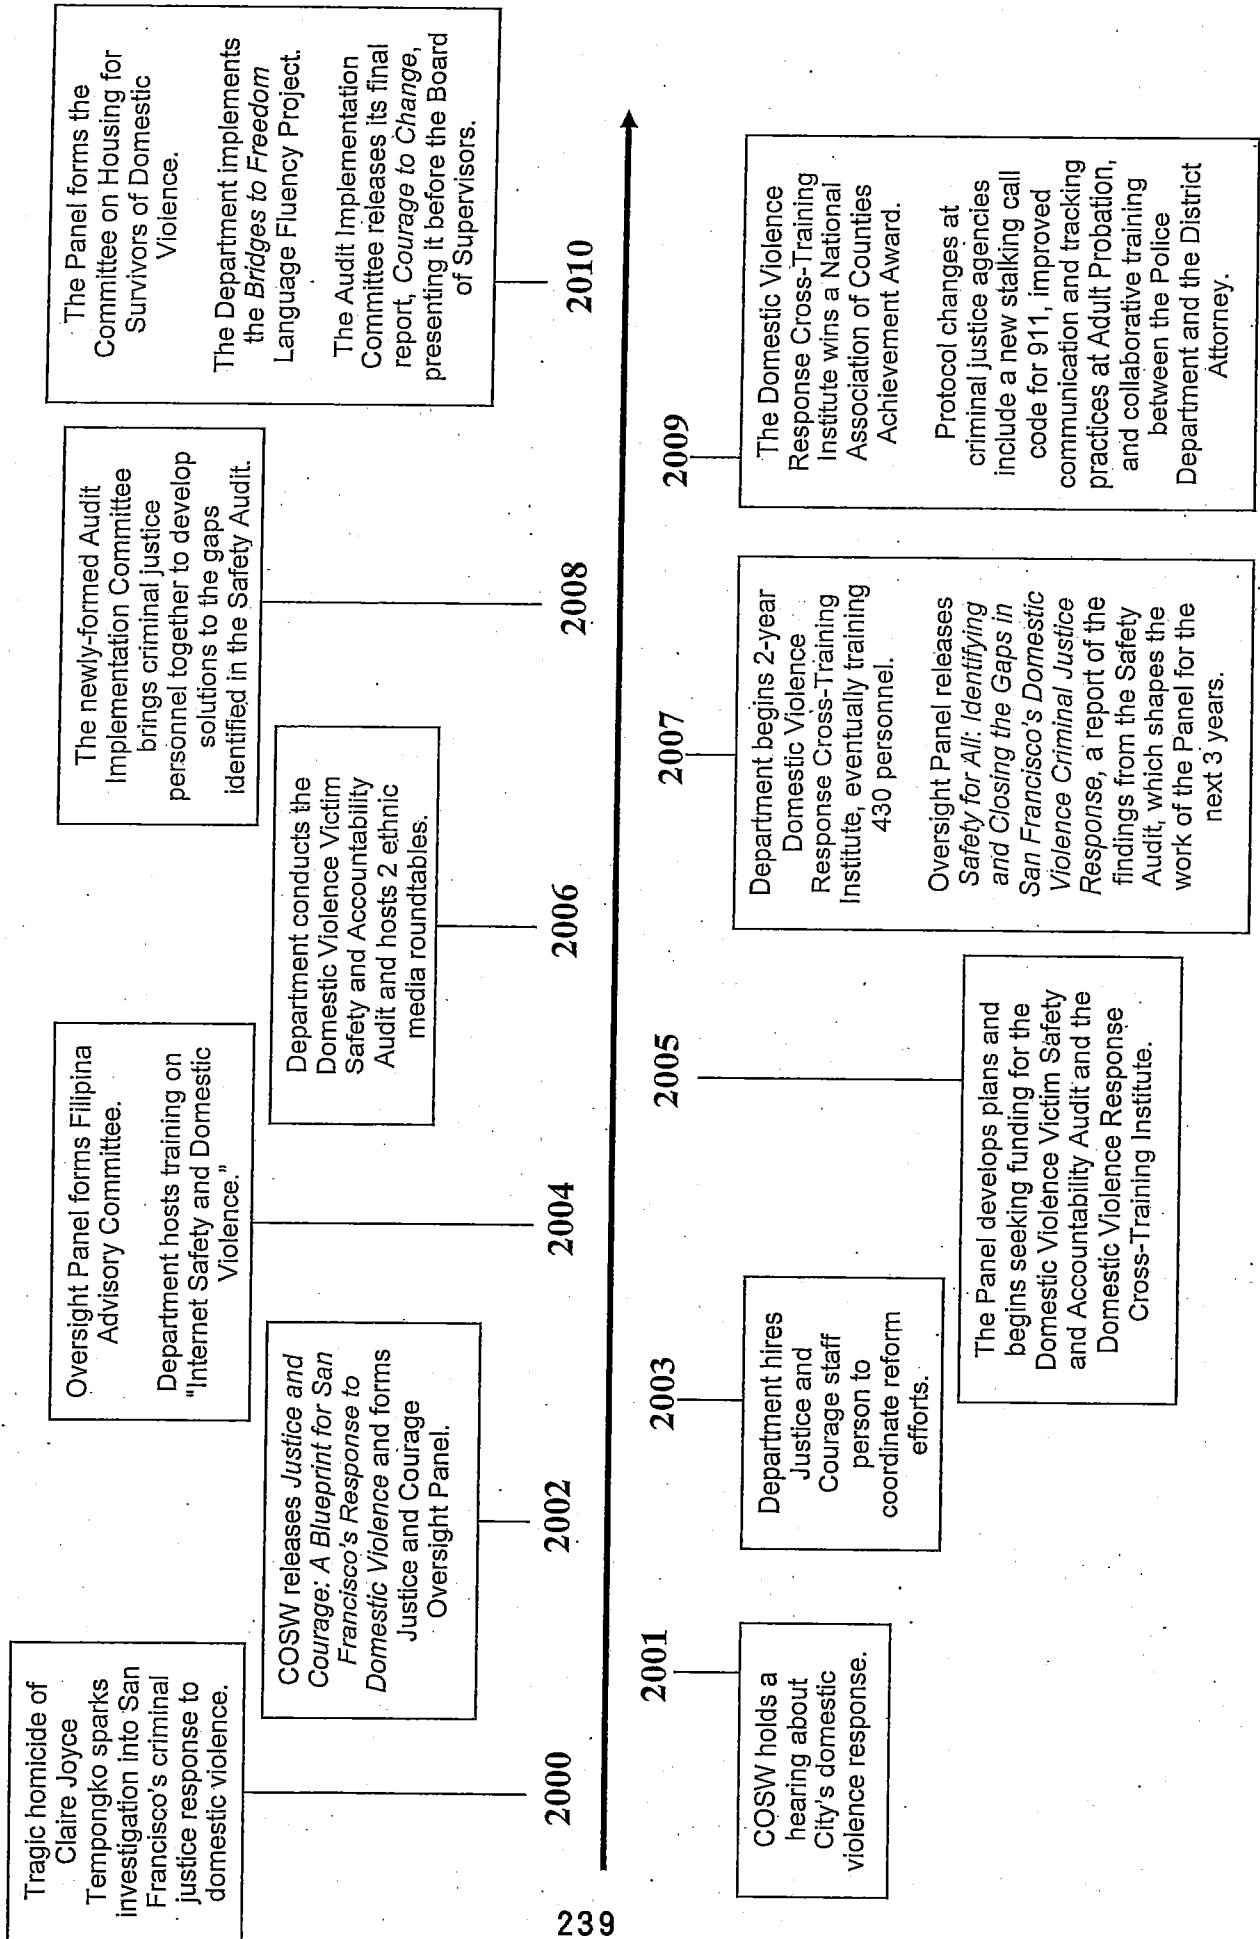 Tragic homicide of
Claire Joyce
Tempongko sparks
investigation into San
Francisco's criminal
justice response to
domestic violence.
2000
COSW holds a
hearing about
City's domestic
violence response.
2001
COSW releases Justice and
Courage: A Blueprint for San
Francisco's Response to
Domestic Violence and forms
Justice and Courage
Oversight Panel.
2002
Department hires
Justice and
Courage staff
person to
coordinate reform
efforts.
2003
Oversight Panel forms Filipina
Advisory Committee.
Department hosts training on
"Internet Safety and Domestic
Violence."
2004
The Panel develops plans and
begins seeking funding for the
Domestic Violence Victim Safety
and Accountability Audit and the
Domestic Violence Response
Cross-Training Institute.
2005
Department conducts the
Domestic Violence Victim
Safety and Accountability
Audit and hosts 2 ethnic
media roundtables.
2006
Department begins 2-year
Domestic Violence
Response Cross-Training
Institute, eventually training
430 personnel.
Oversight Panel releases
Safety for All: Identifying
and Closing the Gaps in
San Francisco's Domestic
Violence Criminal Justice
Response, a report of the
findings from the Safety
Audit, which shapes the
work of the Panel for the
next 3 years.
2007
The newly-formed Audit
Implementation Committee
brings criminal justice
personnel together to develop
solutions to the gaps
identified in the Safety Audit.
2008
The Domestic Violence
Response Cross-Training
Institute wins a National
Association of Counties
Achievement Award.
Protocol changes at
criminal justice agencies
include a new stalking call
code for 911, improved
communication and tracking
practices at Adult Probation,
and collaborative training
between the Police
Department and the District
Attorney.
2009
The Panel forms the
Committee on Housing for
Survivors of Domestic
Violence.
The Department implements
the Bridges to Freedom
Language Fluency Project.
The Audit Implementation
Committee releases its final
report, Courage to Change,
presenting it before the Board
of Supervisors.
2010
239